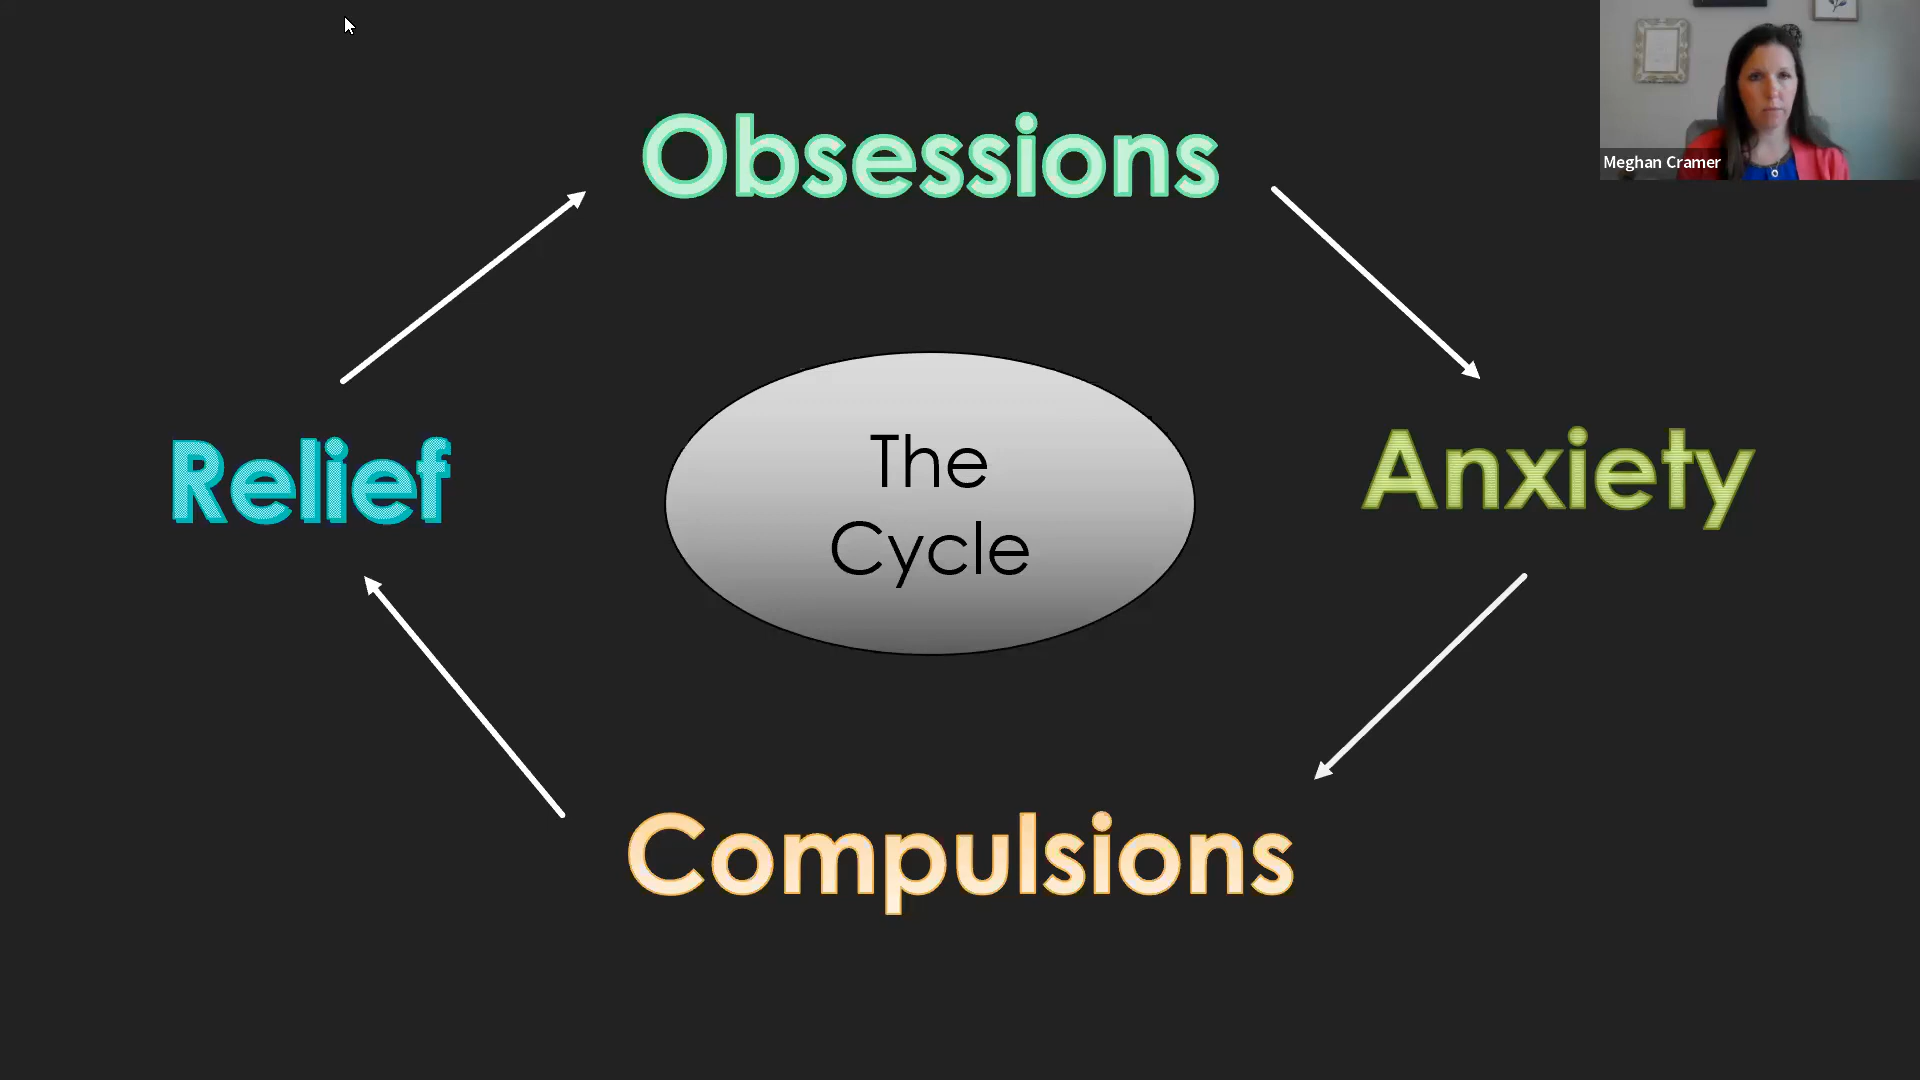 Obsessions
Meghan Cramer
Relief
The
Cycle
Anxiety
Compulsions